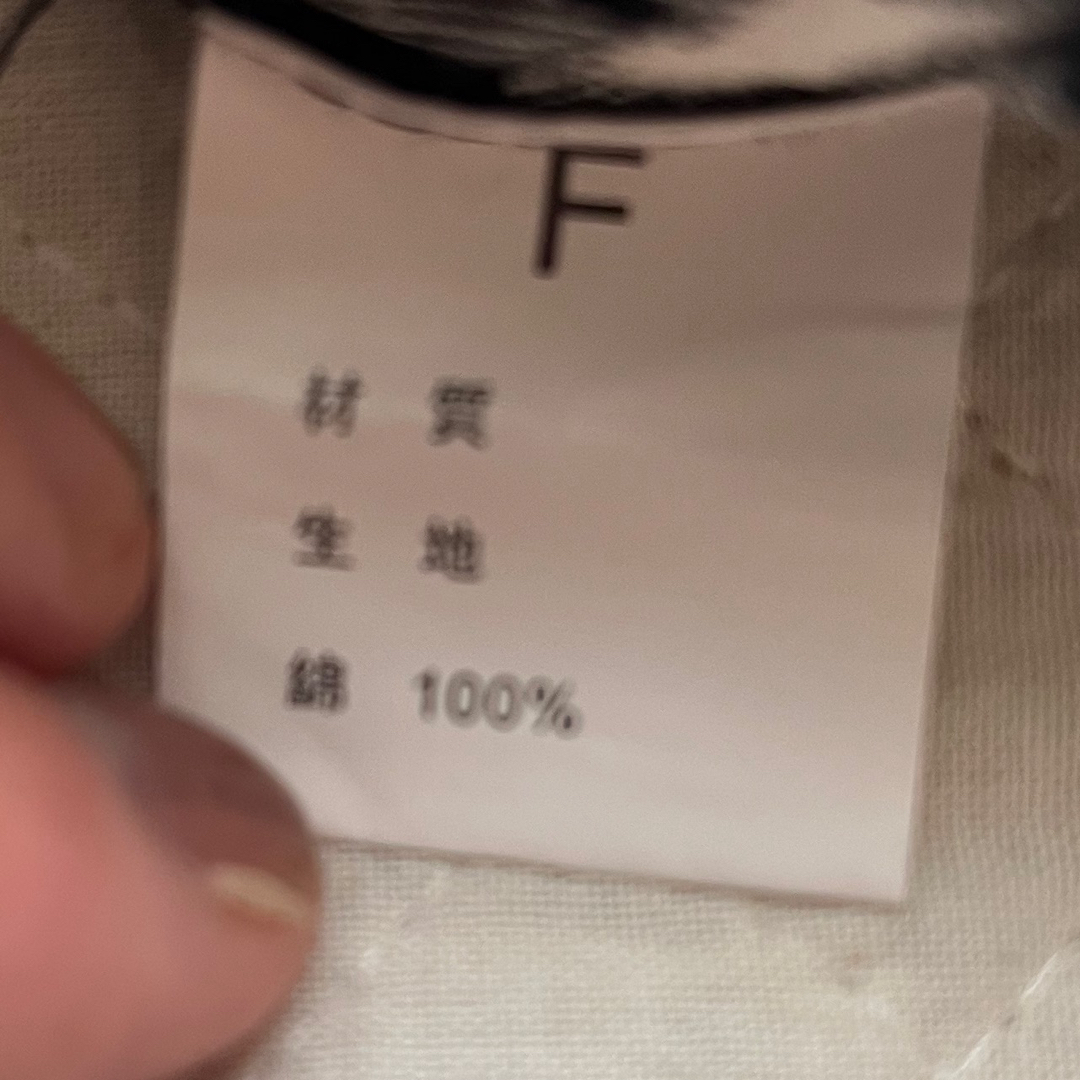 F
材 質
生 地
綿 100%